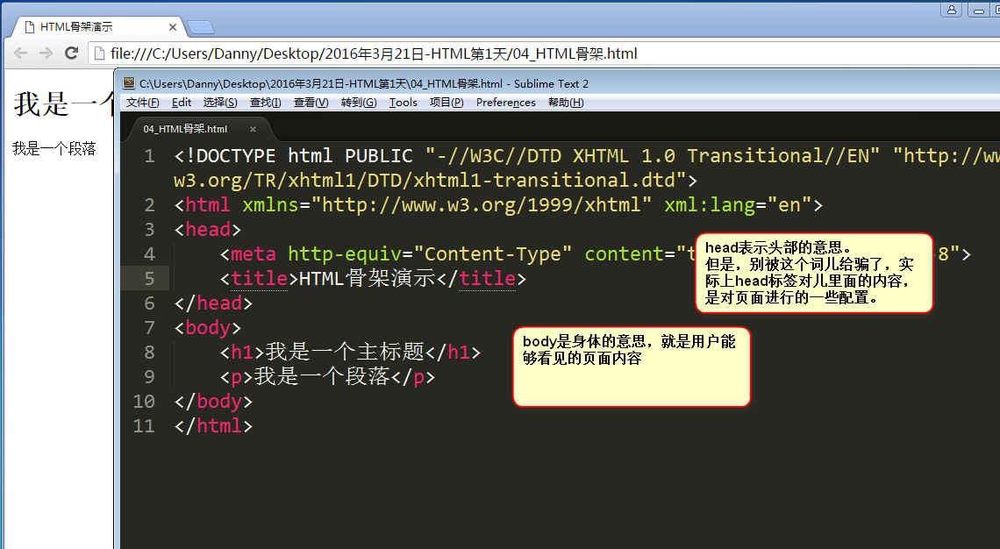 HTML骨架演示
file:///C:/Users/Danny/Desktop/2016年3月21日-HTML第1天/04_HTML骨架.html
我是一个
我是一个段落
C:\Users\Danny\Desktop\2016年3月21日-HTML第1天\04_HTML骨架.html - Sublime Text 2
文件(F) Edit 选择(S) 查找(I) 查看(V) 转到(G) Tools 项目(P) Preferences 帮助(H)
04_HTML骨架.html
1 <!DOCTYPE html PUBLIC "-//W3C//DTD XHTML 1.0 Transitional//EN" "http://ww
w3.org/TR/xhtml1/DTD/xhtml1-transitional.dtd">
2 <html xmlns="http://www.w3.org/1999/xhtml" xml:lang="en">
3 <head>
4 <meta http-equiv="Content-Type" content="t -8">
5 <title>HTML骨架演示</title>
6 </head>
7 <body>
8 <h1>我是一个主标题</h1>
9 <p>我是一个段落</p>
10 </body>
11 </html>
head表示头部的意思。
但是，别被这个词儿给骗了，实
际上head标签对儿里面的内容，
是对页面进行的一些配置。
body是身体的意思，就是用户能
够看见的页面内容